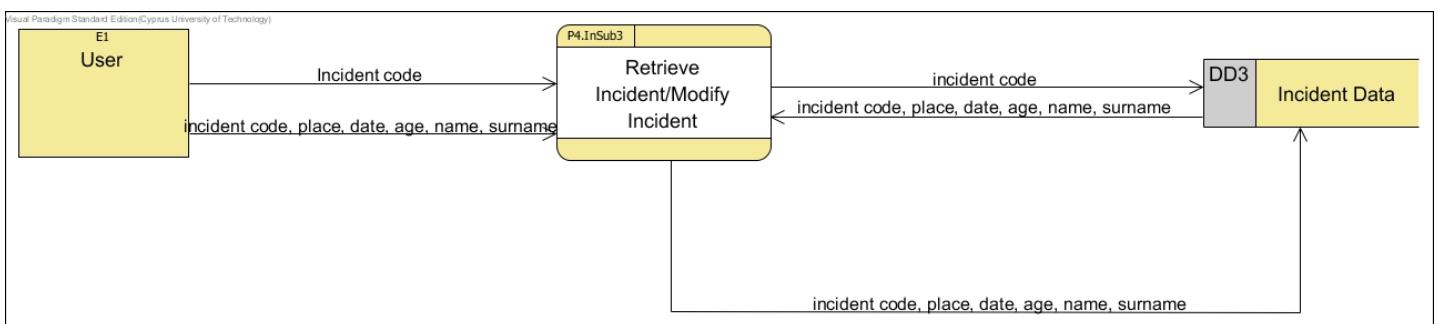 Visual Paradigm Standard Edition(Cyprus University of Technology)
E1
User
Incident code
incident code, place, date, age, name, surname
P4.InSub3
Retrieve
Incident/Modify
Incident
incident code
incident code, place, date, age, name, surname
DD3
Incident Data
incident code, place, date, age, name, surname